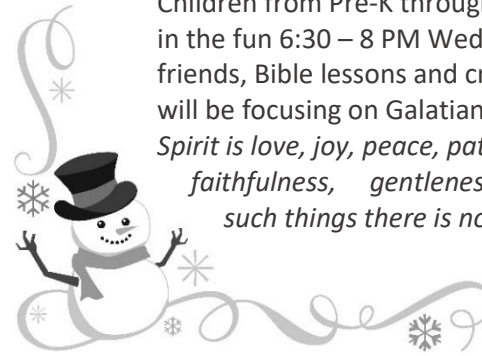 Children from Pre-K through
in the fun 6:30 – 8 PM Wed
friends, Bible lessons and cr
will be focusing on Galatian
Spirit is love, joy, peace, pat
faithfulness, gentlenes
such things there is no